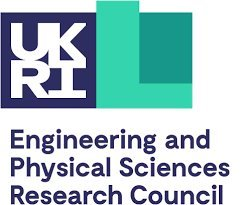 UK
RI
Engineering and
Physical Sciences
Research Council